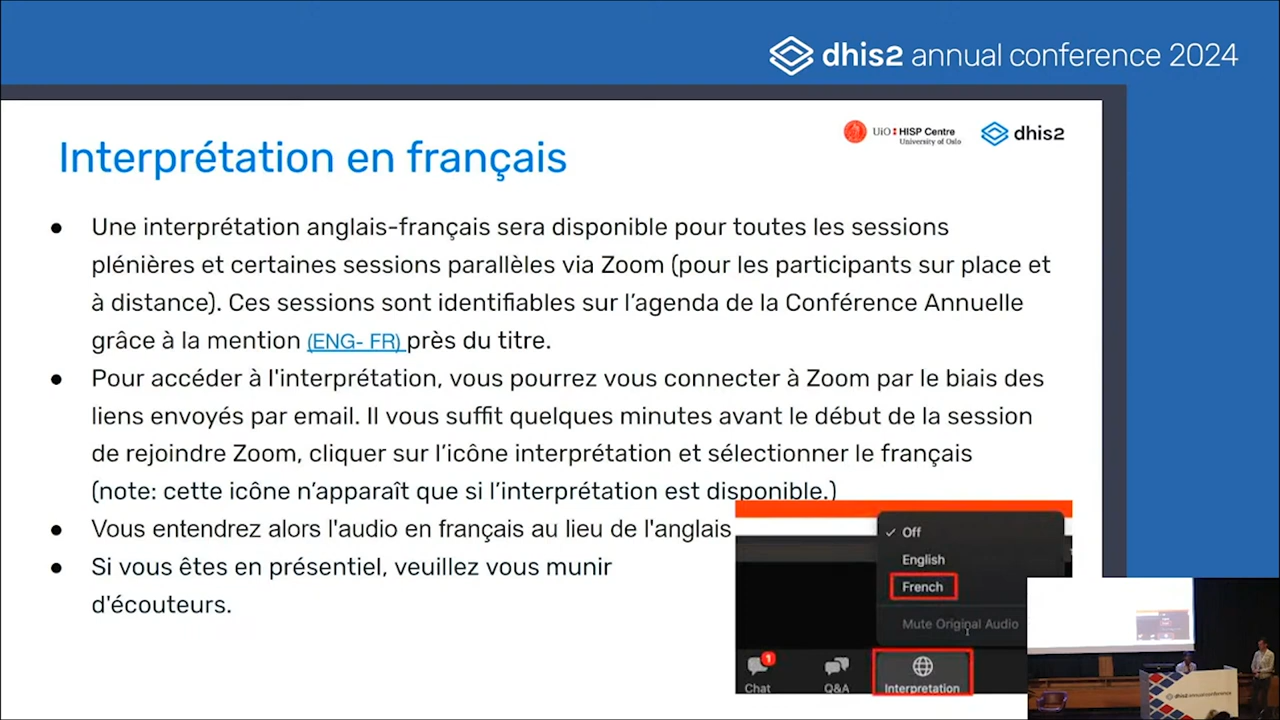 dhis2 annual conference 2024
UiO HISP Centre
University of Oslo
dhis2
Interprétation en français
● Une interprétation anglais-français sera disponible pour toutes les sessions
plénières et certaines sessions parallèles via Zoom (pour les participants sur place et
à distance). Ces sessions sont identifiables sur l’agenda de la Conférence Annuelle
grâce à la mention (ENG- FR) près du titre.
● Pour accéder à l'interprétation, vous pourrez vous connecter à Zoom par le biais des
liens envoyés par email. Il vous suffit quelques minutes avant le début de la session
de rejoindre Zoom, cliquer sur l’icône interprétation et sélectionner le français
(note: cette icône n’apparaît que si l’interprétation est disponible.)
● Vous entendrez alors l'audio en français au lieu de l'anglais
● Si vous êtes en présentiel, veuillez vous munir
d'écouteurs.
✓ Off
English
French
Mute Original Audio
1
Chat
Q&A
Interpretation
dhis2 annual conference